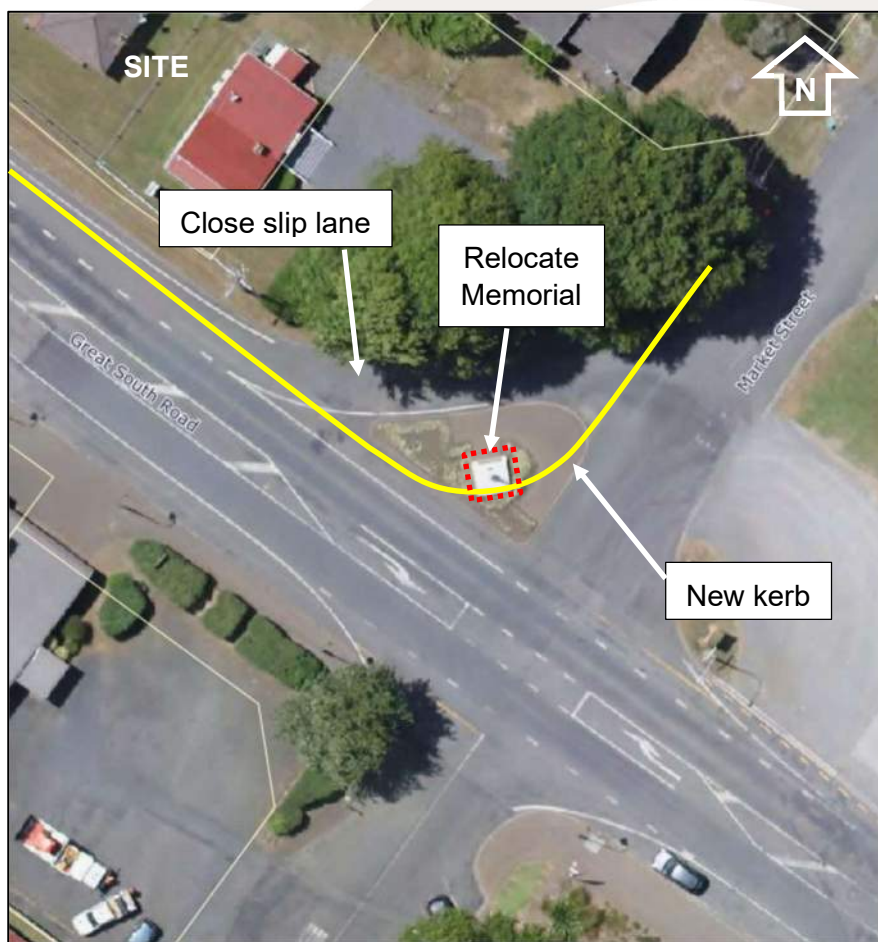 SITE
N
Close slip lane
Relocate
Memorial
Great South Road
Market Street
New kerb